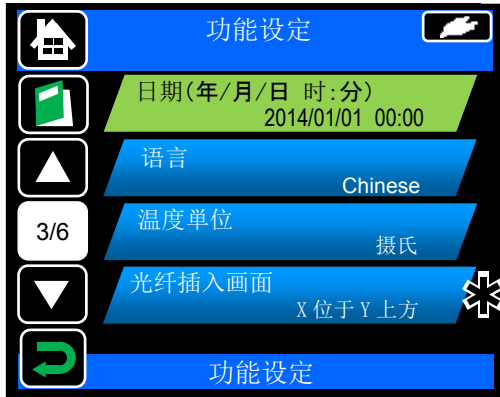 功能设定
日期(年/月/日 时:分)
2014/01/01 00:00
语言
Chinese
3/6
温度单位
摄氏
光纤插入画面
X 位于 Y 上方
功能设定